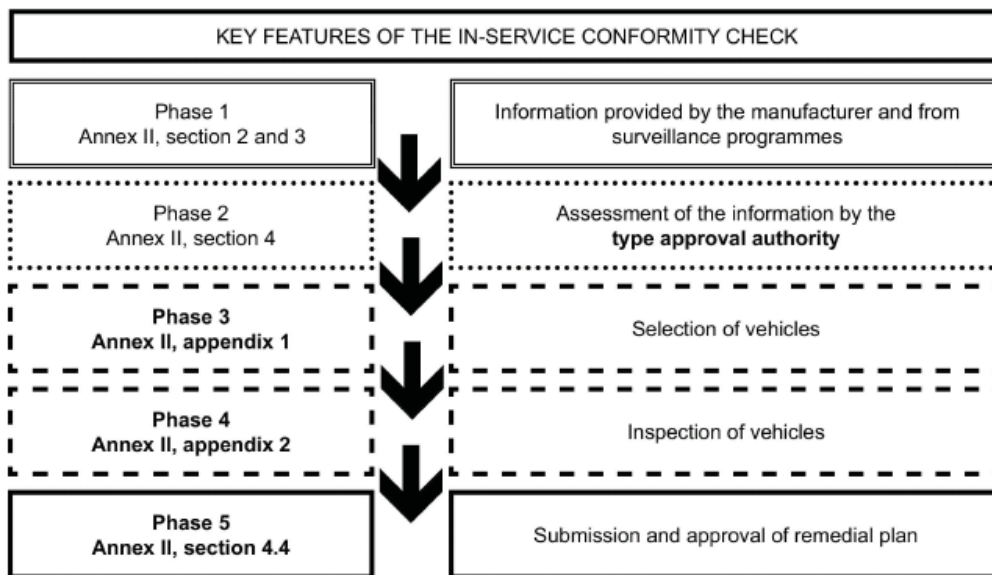 KEY FEATURES OF THE IN-SERVICE CONFORMITY CHECK
Phase 1
Annex II, section 2 and 3
Information provided by the manufacturer and from
surveillance programmes
Phase 2
Annex II, section 4
Assessment of the information by the
type approval authority
Phase 3
Annex II, appendix 1
Selection of vehicles
Phase 4
Annex II, appendix 2
Inspection of vehicles
Phase 5
Annex II, section 4.4
Submission and approval of remedial plan